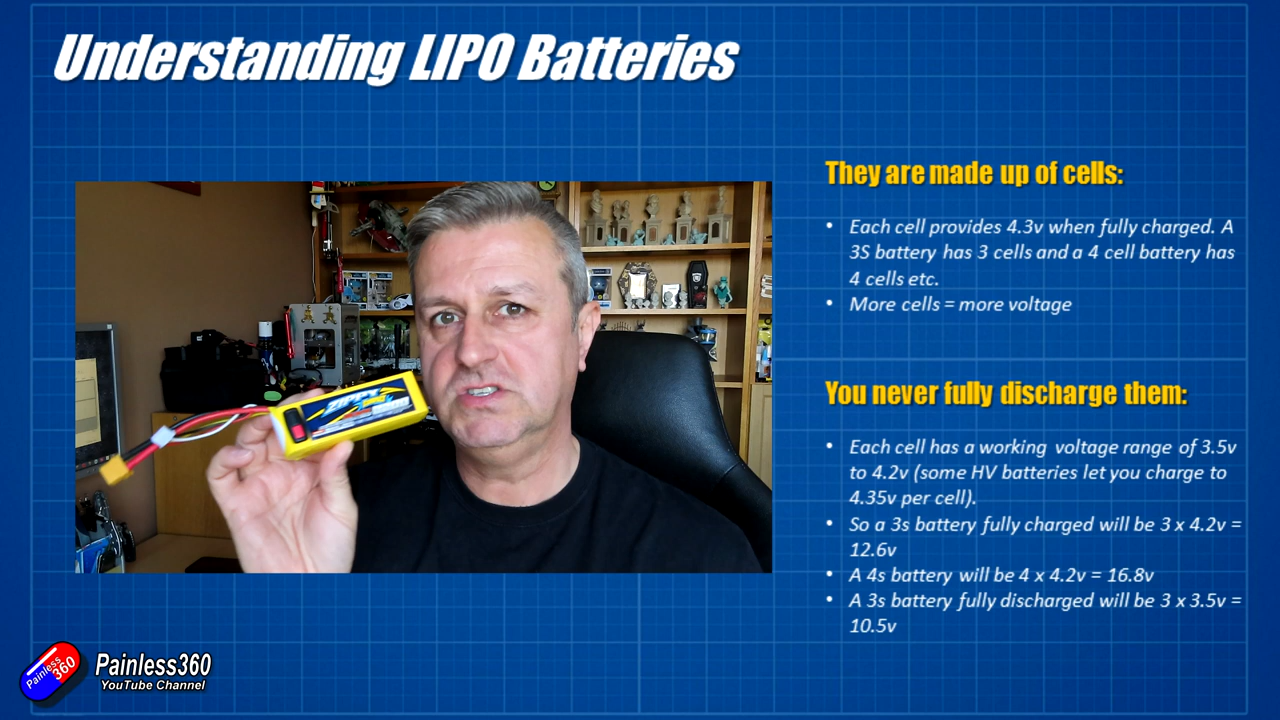 Understanding LIPO Batteries
They are made up of cells:
• Each cell provides 4.3v when fully charged. A
3S battery has 3 cells and a 4 cell battery has
4 cells etc.
• More cells = more voltage
You never fully discharge them:
• Each cell has a working voltage range of 3.5v
to 4.2v (some HV batteries let you charge to
4.35v per cell).
• So a 3s battery fully charged will be 3 x 4.2v =
12.6v
• A 4s battery will be 4 x 4.2v = 16.8v
• A 3s battery fully discharged will be 3 x 3.5v =
10.5v
ZIPPY
Painless
360
Painless360
YouTube Channel